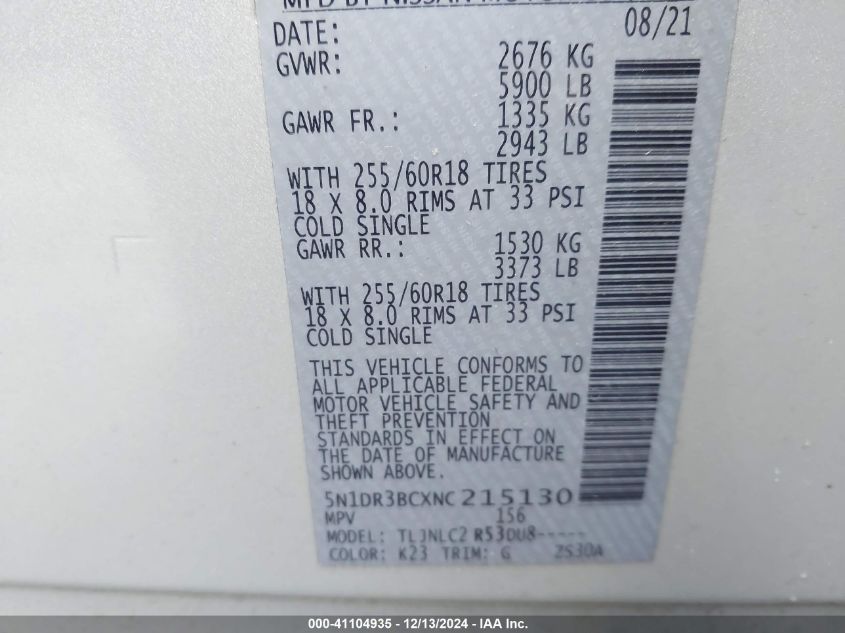 MFD BY NISSAN
DATE: 08/21
GVWR: 2676 KG
5900 LB
GAWR FR.: 1335 KG
2943 LB
WITH 255/60R18 TIRES
18 X 8.0 RIMS AT 33 PSI
COLD SINGLE
GAWR RR.: 1530 KG
3373 LB
WITH 255/60R18 TIRES
18 X 8.0 RIMS AT 33 PSI
COLD SINGLE
THIS VEHICLE CONFORMS TO
ALL APPLICABLE FEDERAL
MOTOR VEHICLE SAFETY AND
THEFT PREVENTION
STANDARDS IN EFFECT ON
THE DATE OF MANUFACTURE
SHOWN ABOVE.
5N1DR3BCXNC215130
MPV 156
MODEL: TLJNLC2 R53DU8-----
COLOR: K23 TRIM: G 2S30A
000-41104935 - 12/13/2024 - IAA Inc.